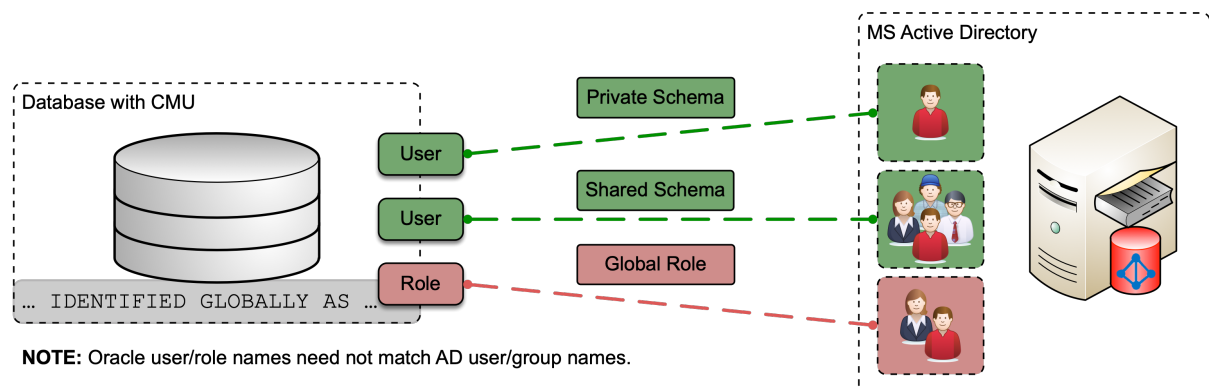 MS Active Directory
Database with CMU
Private Schema
User
Shared Schema
User
Global Role
Role
... IDENTIFIED GLOBALLY AS ...
NOTE: Oracle user/role names need not match AD user/group names.